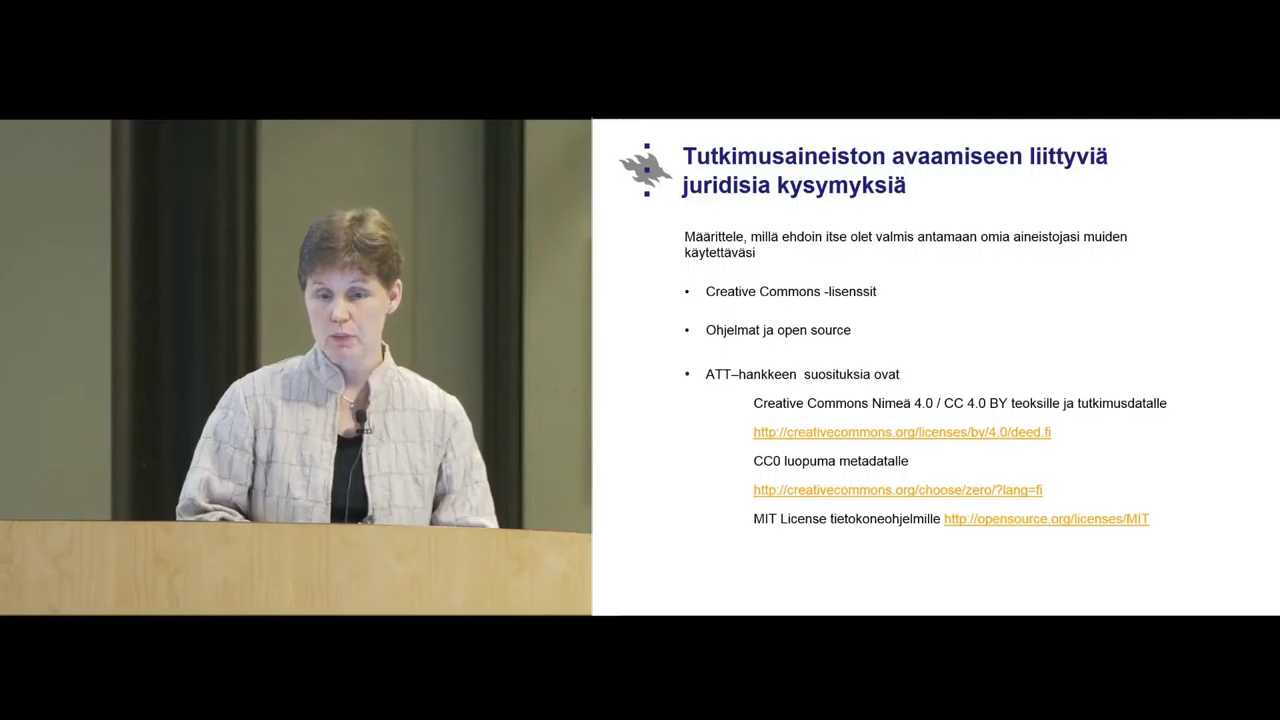 Tutkimusaineiston avaamiseen liittyviä
juridisia kysymyksiä
Määrittele, millä ehdoin itse olet valmis antamaan omia aineistojasi muiden
käytettäväsi
• Creative Commons -lisenssit
• Ohjelmat ja open source
• ATT–hankkeen suosituksia ovat
Creative Commons Nimeä 4.0 / CC 4.0 BY teoksille ja tutkimusdatalle
http://creativecommons.org/licenses/by/4.0/deed.fi
CC0 luopuma metadatalle
http://creativecommons.org/choose/zero/?lang=fi
MIT License tietokoneohjelmille http://opensource.org/licenses/MIT